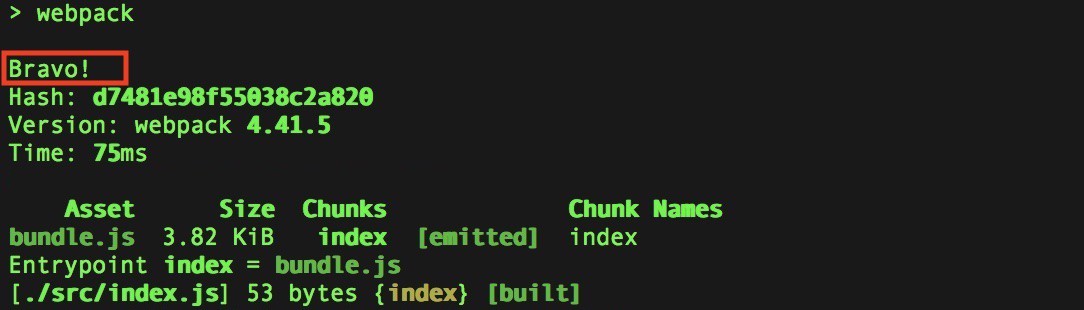 > webpack
Bravo!
Hash: d7481e98f55038c2a820
Version: webpack 4.41.5
Time: 75ms
Asset Size Chunks Chunk Names
bundle.js 3.82 KiB index [emitted] index
Entrypoint index = bundle.js
[./src/index.js] 53 bytes {index} [built]